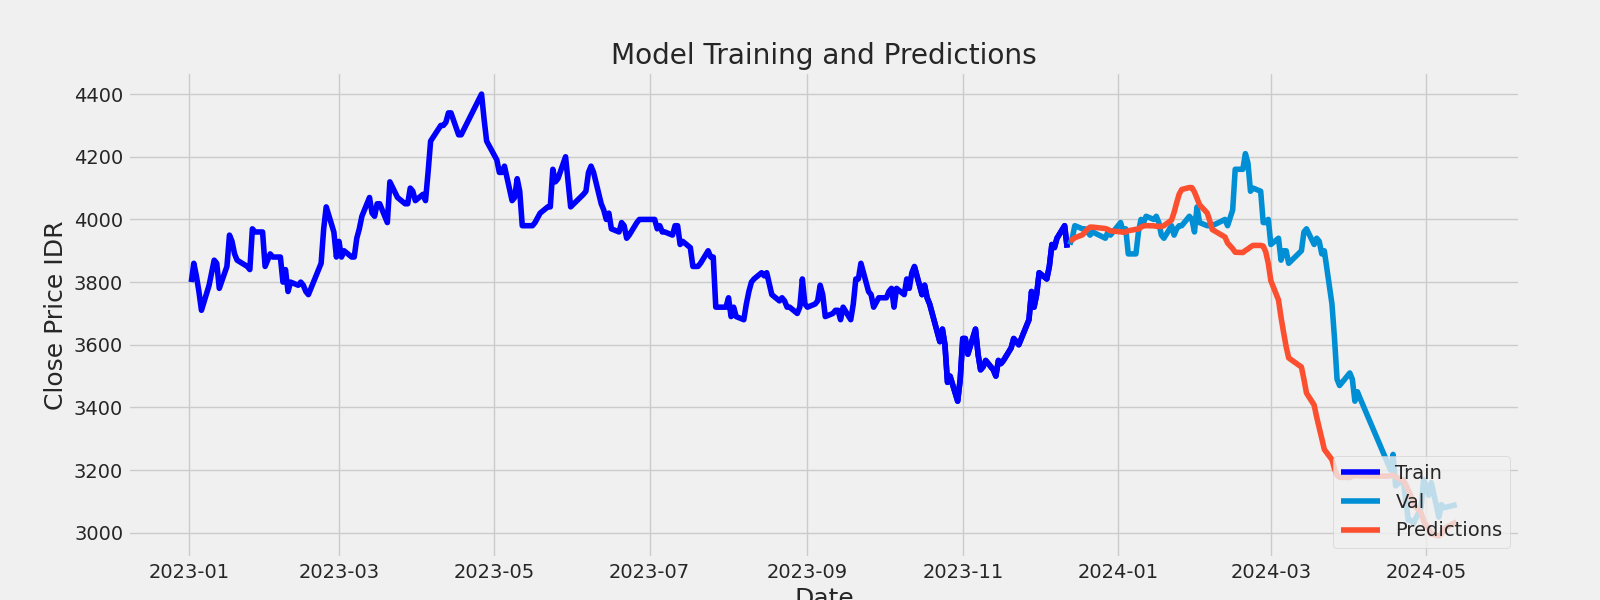 Model Training and Predictions
Close Price IDR
4400
4200
4000
3800
3600
3400
3200
3000
Train
Val
Predictions
2023-01
2023-03
2023-05
2023-07
2023-09
2023-11
2024-01
2024-03
2024-05
Date